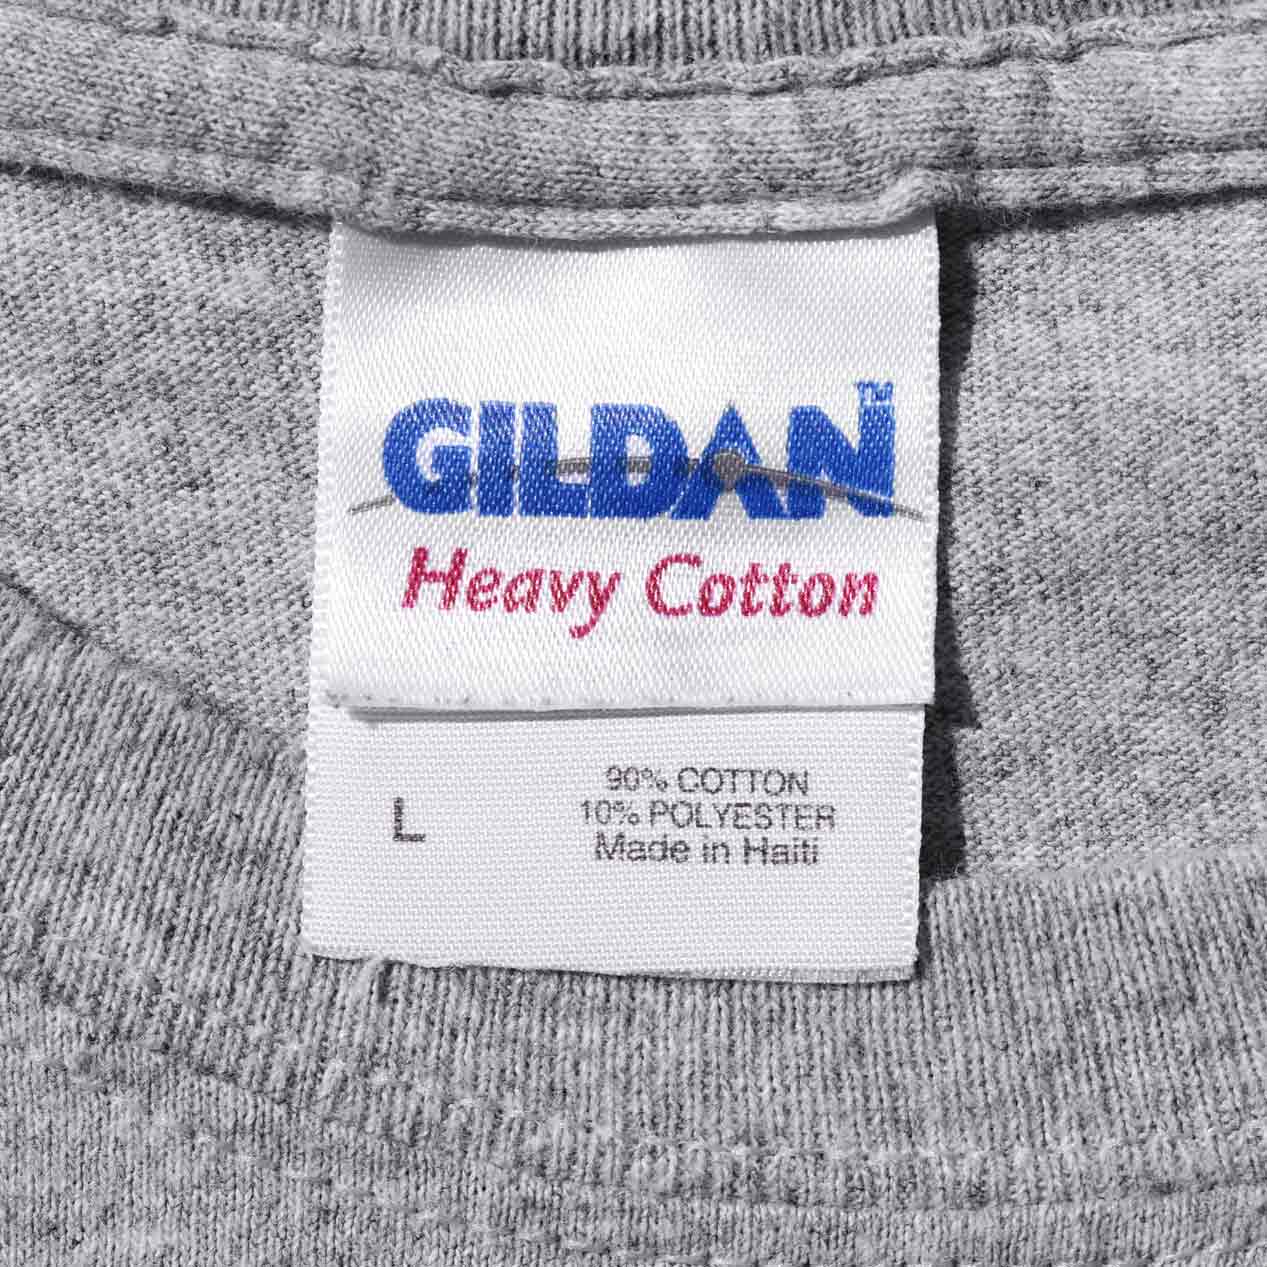 GILDAN™
Heavy Cotton
L
90% COTTON
10% POLYESTER
Made in Haiti